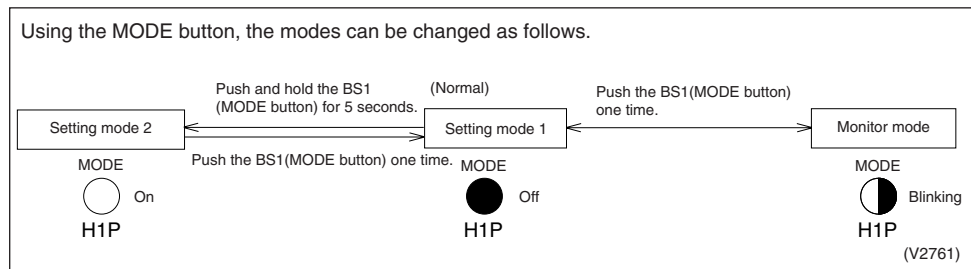 Using the MODE button, the modes can be changed as follows.
Push and hold the BS1
(MODE button) for 5 seconds.
(Normal)
Push the BS1(MODE button)
one time.
Setting mode 2
Setting mode 1
Monitor mode
Push the BS1(MODE button) one time.
MODE
On
H1P
MODE
Off
H1P
MODE
Blinking
H1P
(V2761)